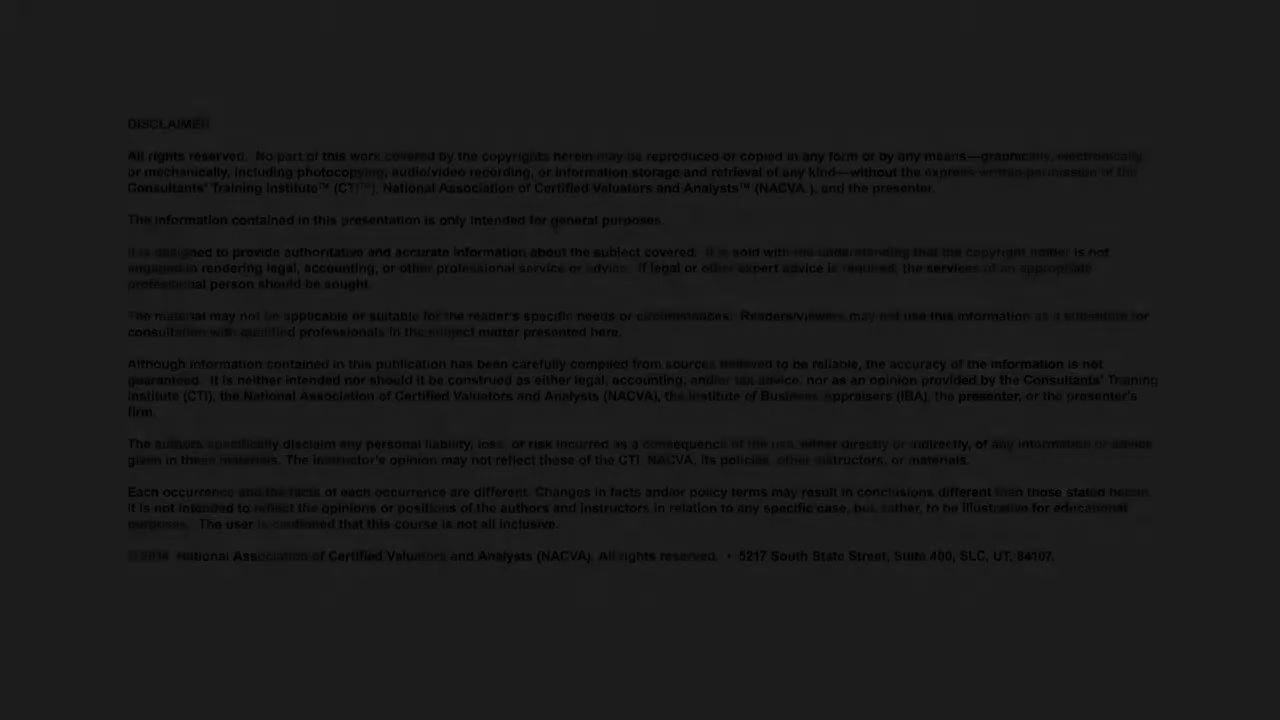 DISCLAIMER
All rights reserved. No part of this work covered by the copyrights herein may be reproduced or copied in any form or by any means—graphically, electronically
or mechanically, including photocopying, audio/video recording, or information storage and retrieval of any kind—without the express written permission of the
Consultants' Training Institute™ (CTI™), National Association of Certified Valuators and Analysts™ (NACVA ), and the presenter.
The information contained in this presentation is only intended for general purposes.
It is designed to provide authoritative and accurate information about the subject covered. It is sold with the understanding that the copyright holder is not
engaged in rendering legal, accounting, or other professional service or advice. If legal or other expert advice is required, the services of an appropriate
professional person should be sought.
The material may not be applicable or suitable for the reader's specific needs or circumstances. Readers/viewers may not use this information as a substitute for
consultation with qualified professionals in the subject matter presented here.
Although information contained in this publication has been carefully compiled from sources believed to be reliable, the accuracy of the information is not
guaranteed. It is neither intended nor should it be construed as either legal, accounting, and/or tax advice, nor as an opinion provided by the Consultants' Training
Institute (CTI), the National Association of Certified Valuators and Analysts (NACVA), the Institute of Business Appraisers (IBA), the presenter, or the presenter's
firm.
The authors specifically disclaim any personal liability, loss, or risk incurred as a consequence of the use, either directly or indirectly, of any information or advice
given in these materials. The instructor's opinion may not reflect those of the CTI, NACVA, its policies, other instructors, or materials.
Each occurrence and the facts of each occurrence are different. Changes in facts and/or policy terms may result in conclusions different than those stated herein.
It is not intended to reflect the opinions or positions of the authors and instructors in relation to any specific case, but, rather, to be illustrative for educational
purposes. The user is cautioned that this course is not all inclusive.
National Association of Certified Valuators and Analysts (NACVA). All rights reserved. • 5217 South State Street, Suite 400, SLC, UT, 84107.